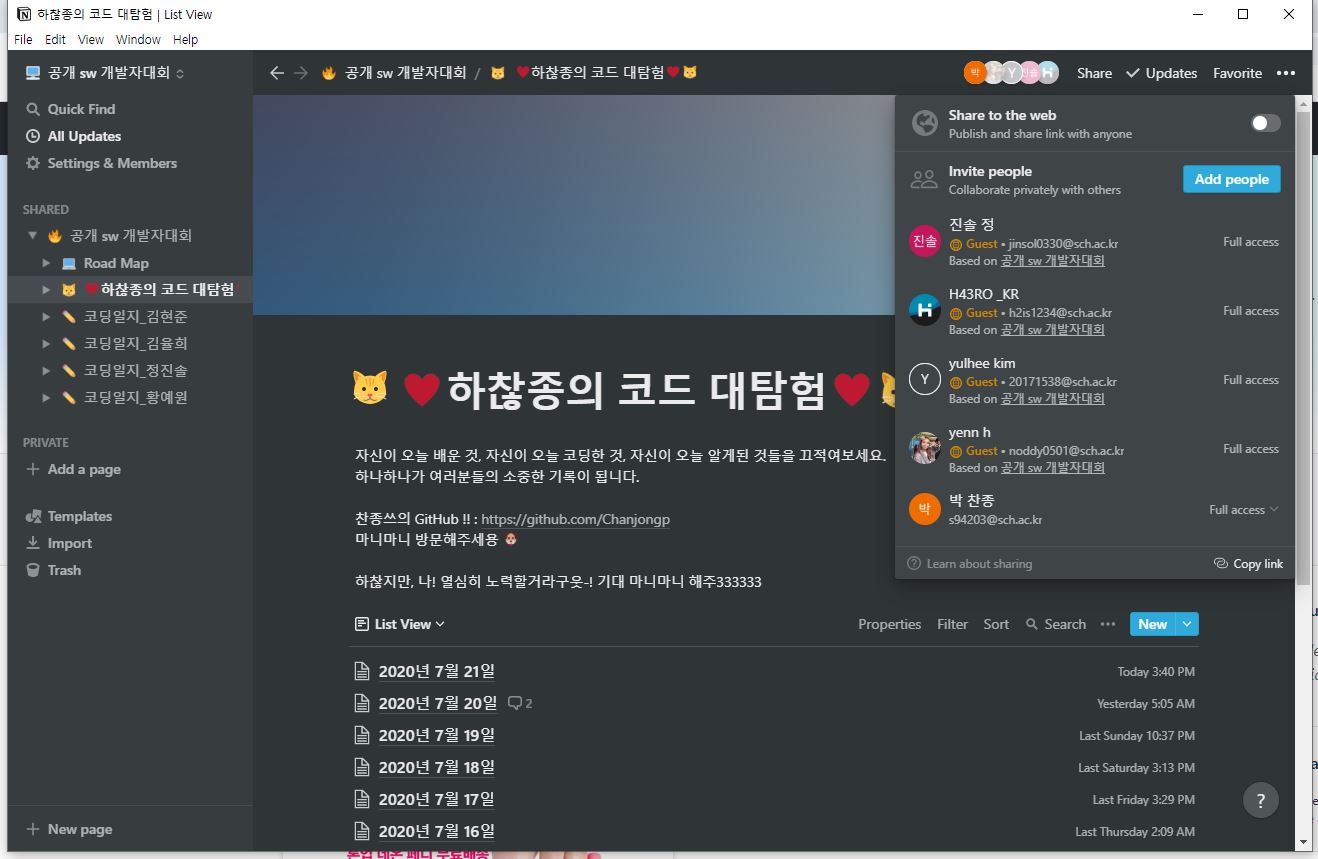 하찮종의 코드 대탐험 | List View
File Edit View Window Help
공개 sw 개발자대회
공개 sw 개발자대회 / 하찮종의 코드 대탐험
박 Y 진솔 H
Share Updates Favorite
Quick Find
All Updates
Settings & Members
SHARED
공개 sw 개발자대회
Road Map
하찮종의 코드 대탐험
코딩일지_김현준
코딩일지_김율희
코딩일지_정진솔
코딩일지_황예원
PRIVATE
Add a page
Templates
Import
Trash
New page
Share to the web
Publish and share link with anyone
Invite people
Collaborate privately with others
Add people
진솔
진솔 정
Guest • jinsol0330@sch.ac.kr
Based on 공개 sw 개발자대회
Full access
H
H43RO _KR
Guest • h2is1234@sch.ac.kr
Based on 공개 sw 개발자대회
Full access
Y
yulhee kim
Guest • 20171538@sch.ac.kr
Based on 공개 sw 개발자대회
Full access
yenn h
Guest • noddy0501@sch.ac.kr
Based on 공개 sw 개발자대회
Full access
박
박 찬종
s94203@sch.ac.kr
Full access
Learn about sharing
Copy link
하찮종의 코드 대탐험
자신이 오늘 배운 것, 자신이 오늘 코딩한 것, 자신이 오늘 알게된 것들을 끄적여보세요.
하나하나가 여러분들의 소중한 기록이 됩니다.
찬종쓰의 GitHub !! : https://github.com/Chanjongp
마니마니 방문해주세용
하찮지만, 나! 열심히 노력할거라구욧-! 기대 마니마니 해주333333
List View
Properties Filter Sort Search ••• New
2020년 7월 21일 Today 3:40 PM
2020년 7월 20일 2 Yesterday 5:05 AM
2020년 7월 19일 Last Sunday 10:37 PM
2020년 7월 18일 Last Saturday 3:13 PM
2020년 7월 17일 Last Friday 3:29 PM
2020년 7월 16일 Last Thursday 2:09 AM
?